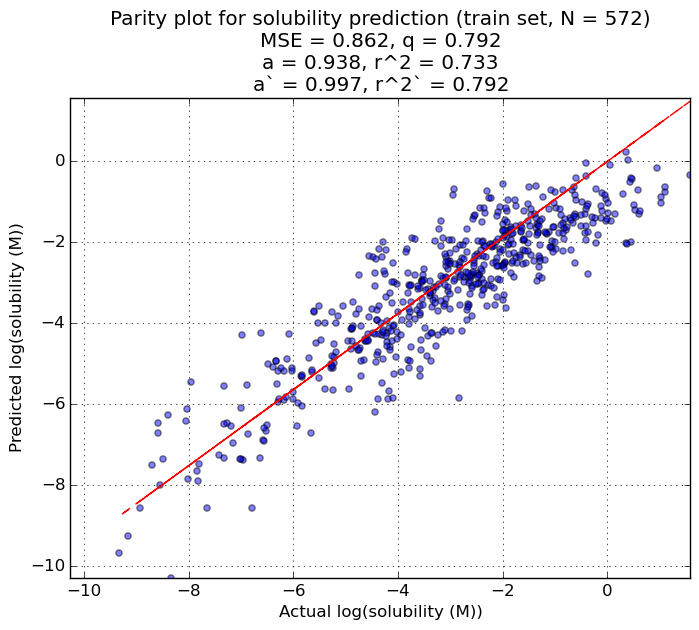 Parity plot for solubility prediction (train set, N = 572)
MSE = 0.862, q = 0.792
a = 0.938, r^2 = 0.733
a` = 0.997, r^2` = 0.792
Predicted log(solubility (M))
0
−2
−4
−6
−8
−10
−10 −8 −6 −4 −2 0
Actual log(solubility (M))